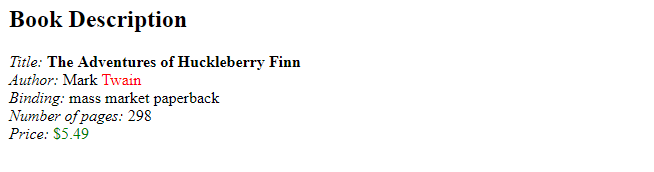 Book Description
Title: The Adventures of Huckleberry Finn
Author: Mark Twain
Binding: mass market paperback
Number of pages: 298
Price: $5.49